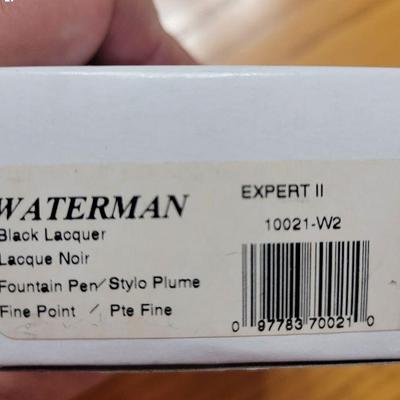 WATERMAN
Black Lacquer
Lacque Noir
Fountain Pen/Stylo Plume
Fine Point / Pte Fine
EXPERT II
10021-W2
0 97783 70021 0